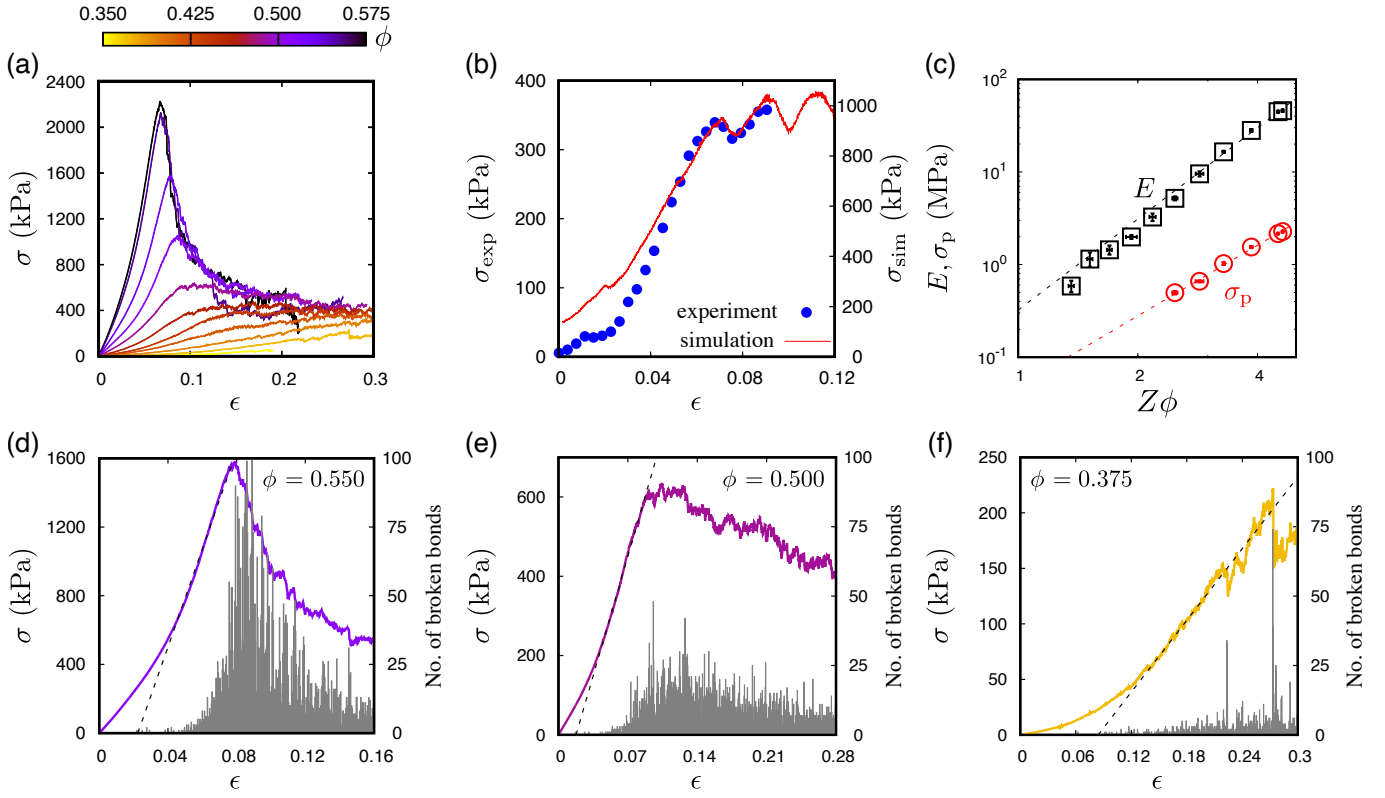 0.350 0.425 0.500 0.575
ϕ
(a)
σ (kPa)
2400
2000
1600
1200
800
400
0
0 0.1 0.2 0.3
ϵ
(b)
σexp (kPa)
400
300
200
100
0
experiment
simulation
1000
800
600
400
200
0
σsim (kPa)
0 0.04 0.08 0.12
ϵ
(c)
E, σp (MPa)
10^2
10^1
10^0
10^-1
E
σp
1 2 4
Zϕ
(d)
σ (kPa)
1600
1200
800
400
0
ϕ = 0.550
100
75
50
25
0
No. of broken bonds
0 0.04 0.08 0.12 0.16
ϵ
(e)
σ (kPa)
600
400
200
0
ϕ = 0.500
100
75
50
25
0
No. of broken bonds
0 0.07 0.14 0.21 0.28
ϵ
(f)
σ (kPa)
250
200
150
100
50
0
ϕ = 0.375
100
75
50
25
0
No. of broken bonds
0 0.06 0.12 0.18 0.24 0.3
ϵ